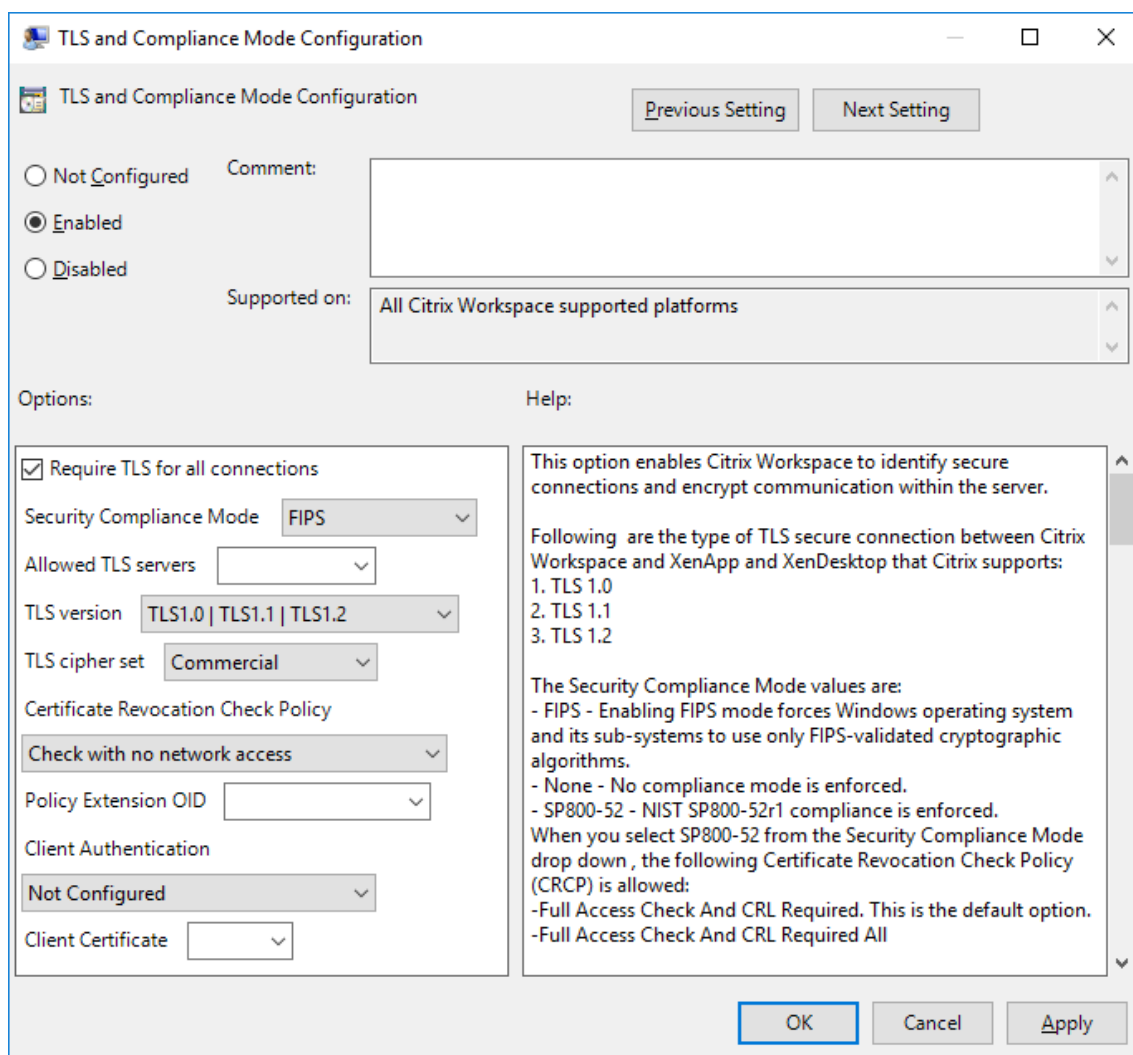 TLS and Compliance Mode Configuration
TLS and Compliance Mode Configuration
Previous Setting
Next Setting
Not Configured
Comment:
Enabled
Disabled
Supported on:
All Citrix Workspace supported platforms
Options:
Help:
Require TLS for all connections
Security Compliance Mode
FIPS
Allowed TLS servers
TLS version
TLS1.0 | TLS1.1 | TLS1.2
TLS cipher set
Commercial
Certificate Revocation Check Policy
Check with no network access
Policy Extension OID
Client Authentication
Not Configured
Client Certificate
This option enables Citrix Workspace to identify secure
connections and encrypt communication within the server.
Following  are the type of TLS secure connection between Citrix
Workspace and XenApp and XenDesktop that Citrix supports:
1. TLS 1.0
2. TLS 1.1
3. TLS 1.2
The Security Compliance Mode values are:
- FIPS - Enabling FIPS mode forces Windows operating system
and its sub-systems to use only FIPS-validated cryptographic
algorithms.
- None - No compliance mode is enforced.
- SP800-52 - NIST SP800-52r1 compliance is enforced.
When you select SP800-52 from the Security Compliance Mode
drop down , the following Certificate Revocation Check Policy
(CRCP) is allowed:
-Full Access Check And CRL Required. This is the default option.
-Full Access Check And CRL Required All
OK
Cancel
Apply